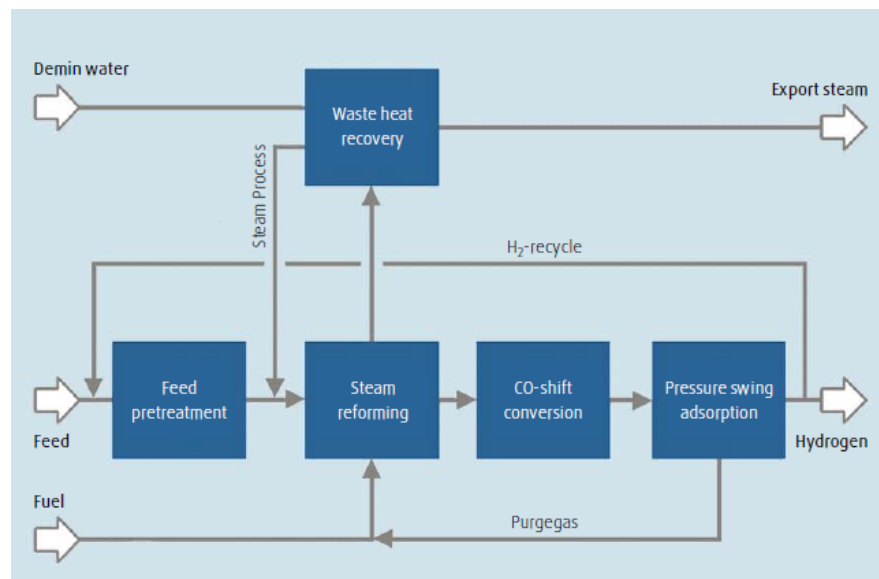 Demin water
Waste heat
recovery
Export steam
Steam Process
H₂-recycle
Feed
pretreatment
Steam
reforming
CO-shift
conversion
Pressure swing
adsorption
Feed
Hydrogen
Fuel
Purgegas